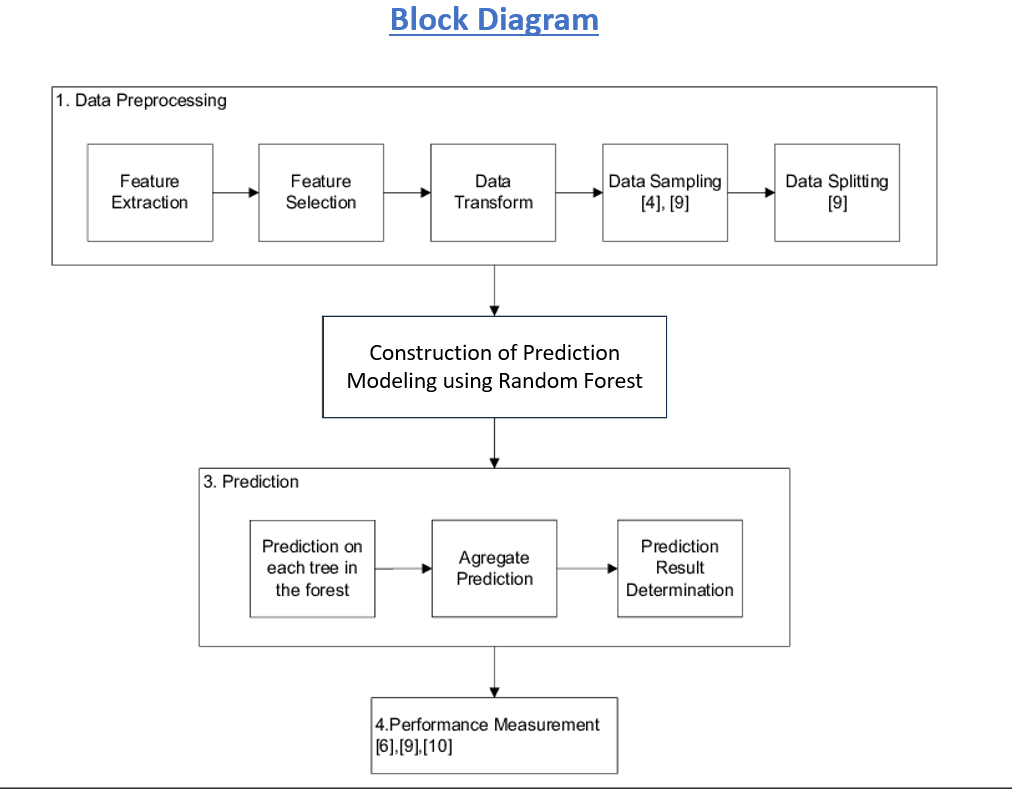 Block Diagram
1. Data Preprocessing
Feature
Extraction
Feature
Selection
Data
Transform
Data Sampling
[4], [9]
Data Splitting
[9]
Construction of Prediction
Modeling using Random Forest
3. Prediction
Prediction on
each tree in
the forest
Agregate
Prediction
Prediction
Result
Determination
4.Performance Measurement
[6],[9],[10]